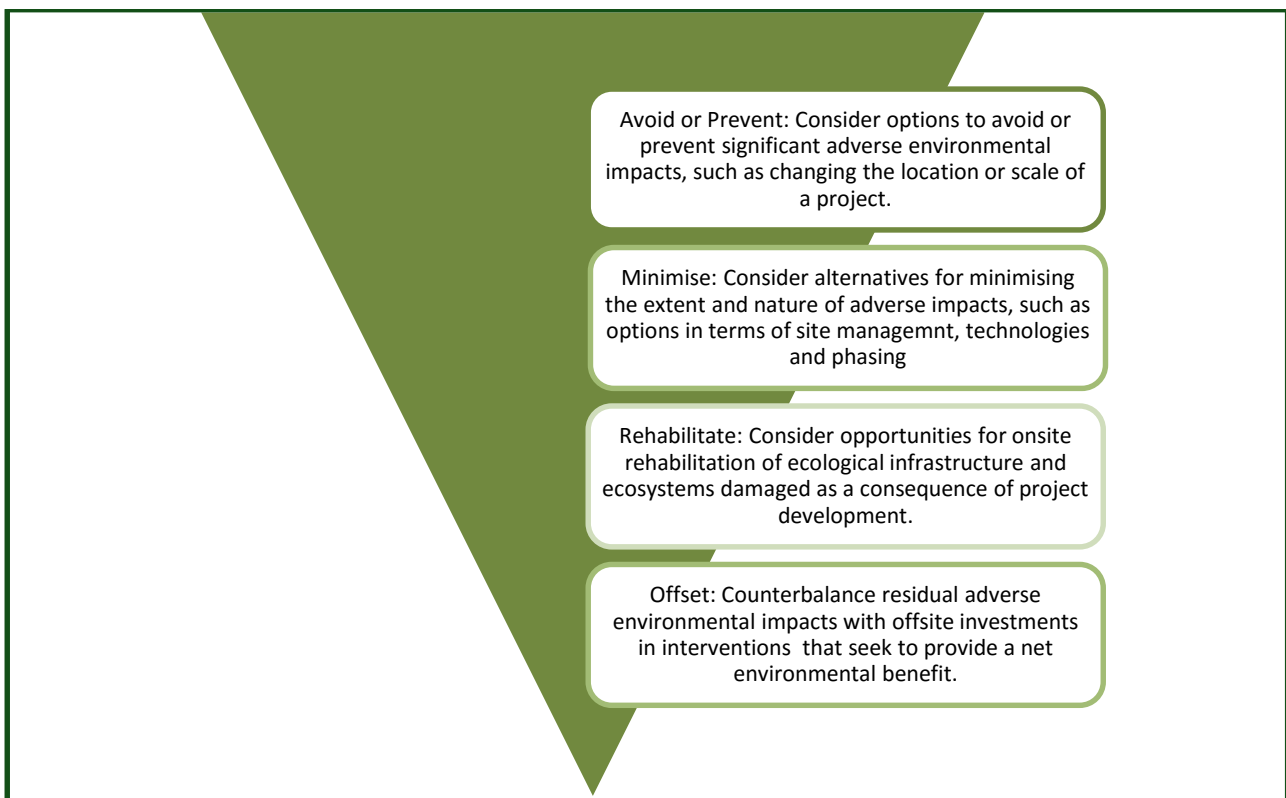 Avoid or Prevent: Consider options to avoid or
prevent significant adverse environmental
impacts, such as changing the location or scale of
a project.
Minimise: Consider alternatives for minimising
the extent and nature of adverse impacts, such as
options in terms of site managemnt, technologies
and phasing
Rehabilitate: Consider opportunities for onsite
rehabilitation of ecological infrastructure and
ecosystems damaged as a consequence of project
development.
Offset: Counterbalance residual adverse
environmental impacts with offsite investments
in interventions  that seek to provide a net
environmental benefit.